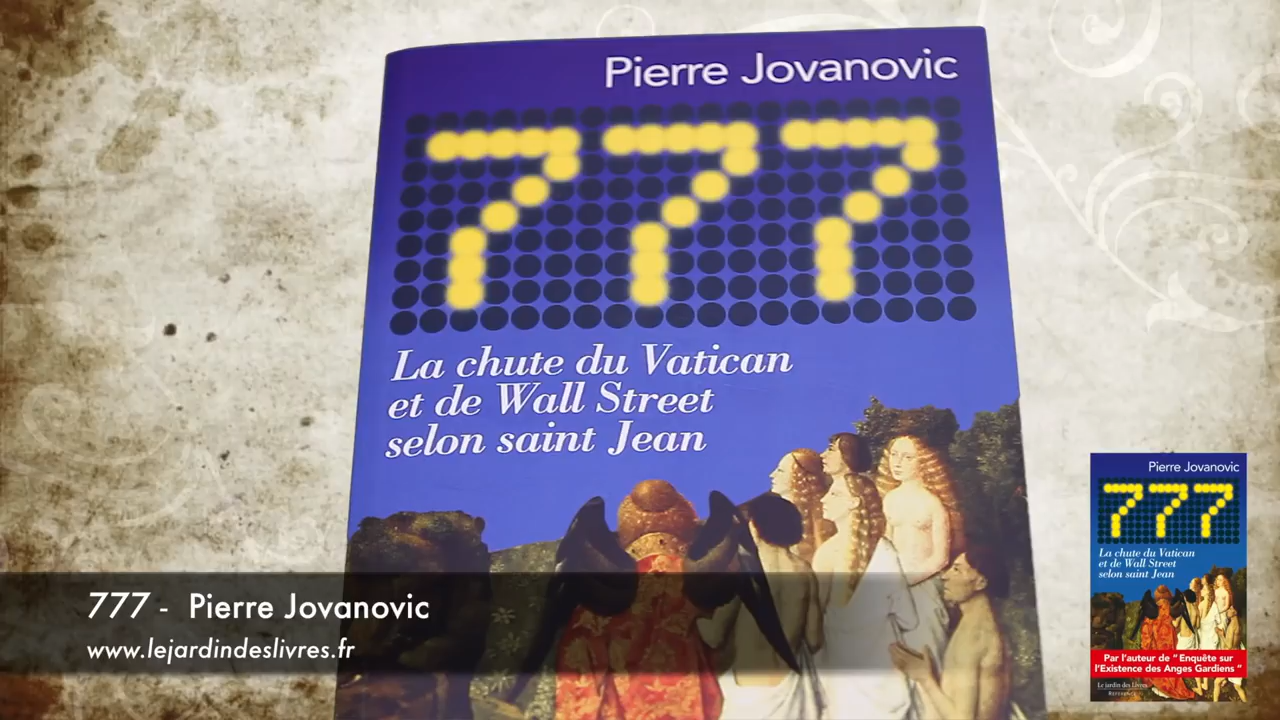 Pierre Jovanovic
777
La chute du Vatican
et de Wall Street
selon saint Jean
777 - Pierre Jovanovic
www.lejardindeslivres.fr
Pierre Jovanovic
777
La chute du Vatican
et de Wall Street
selon saint Jean
Par l'auteur de "Enquête sur
l'Existence des Anges Gardiens"
Le jardin des Livres
REFERENCE